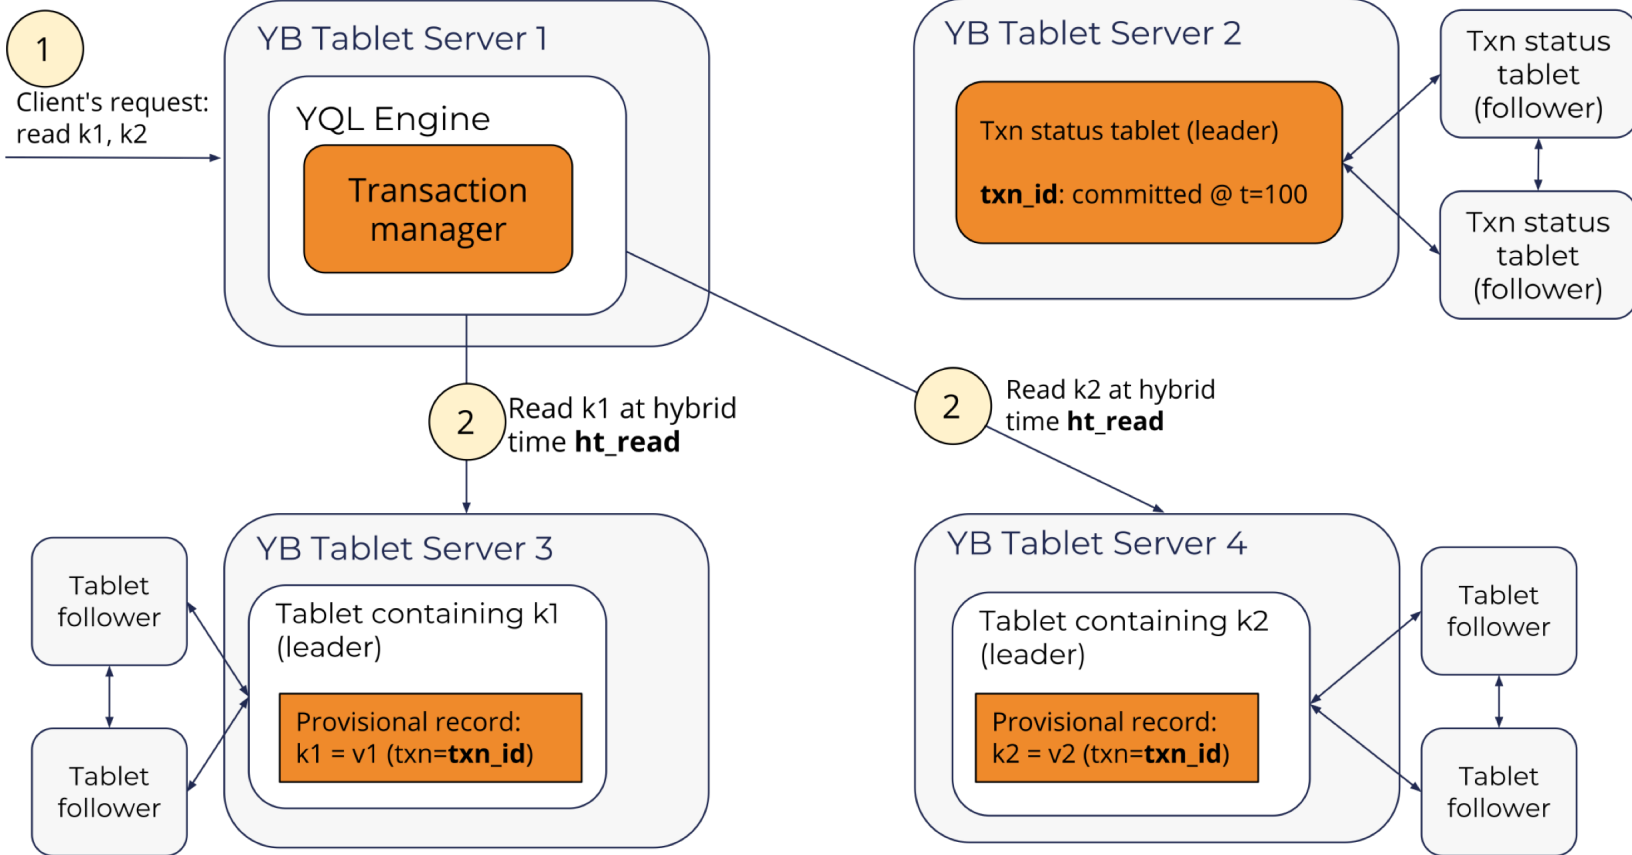 1
Client's request:
read k1, k2
YB Tablet Server 1
YQL Engine
Transaction
manager
YB Tablet Server 2
Txn status tablet (leader)
txn_id: committed @ t=100
Txn status
tablet
(follower)
Txn status
tablet
(follower)
2
Read k1 at hybrid
time ht_read
2
Read k2 at hybrid
time ht_read
Tablet
follower
Tablet
follower
YB Tablet Server 3
Tablet containing k1
(leader)
Provisional record:
k1 = v1 (txn=txn_id)
YB Tablet Server 4
Tablet containing k2
(leader)
Provisional record:
k2 = v2 (txn=txn_id)
Tablet
follower
Tablet
follower